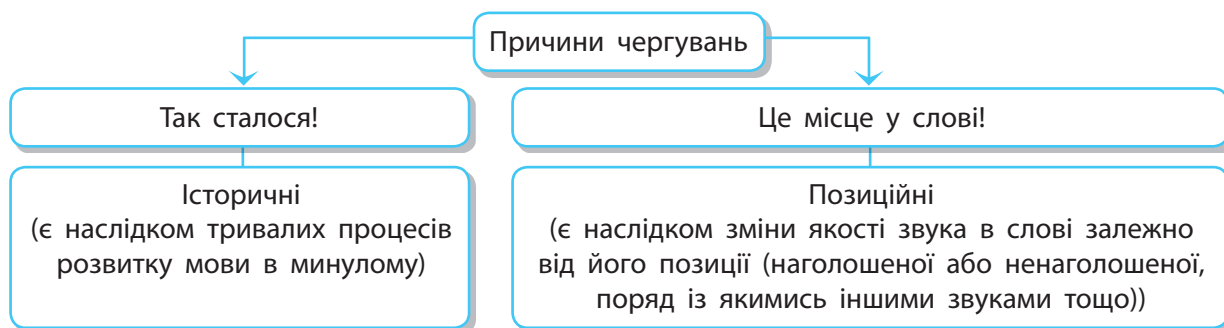 Причини чергувань
Так сталося!
Це місце у слові!
Історичні
(є наслідком тривалих процесів
розвитку мови в минулому)
Позиційні
(є наслідком зміни якості звука в слові залежно
від його позиції (наголошеної або ненаголошеної,
поряд із якимись іншими звуками тощо))